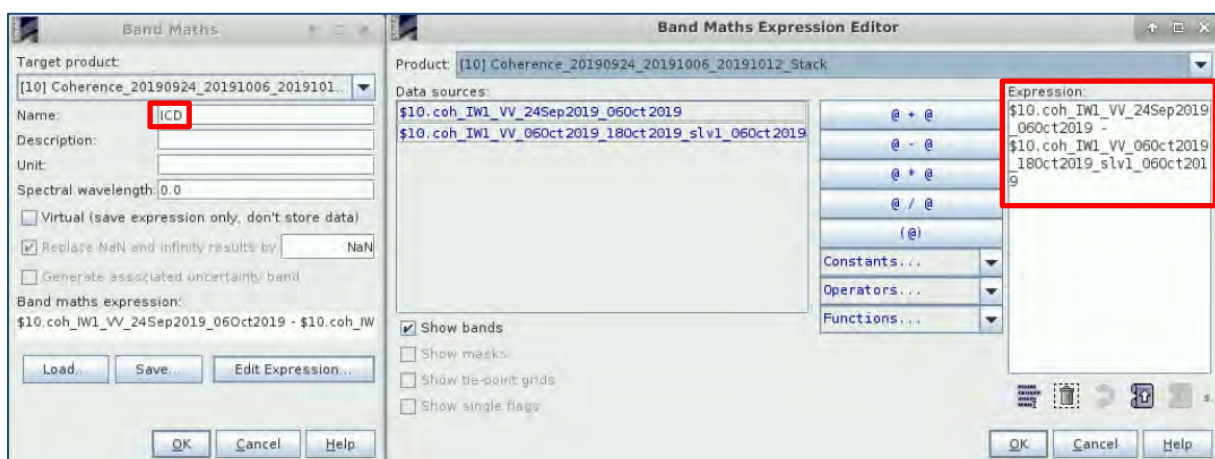 Band Maths
Target product:
[10] Coherence_20190924_20191006_2019101...
Name:
ICD
Description:
Unit:
Spectral wavelength: 0.0
Virtual (save expression only, don't store data)
Replace NaN and infinity results by
NaN
Generate associated uncertainty band
Band maths expression:
$10.coh_IW1_VV_24Sep2019_06Oct2019 - $10.coh_IW
Load...
Save...
Edit Expression...
OK
Cancel
Help
Band Maths Expression Editor
Product: [10] Coherence_20190924_20191006_20191012_Stack
Data sources:
$10.coh_IW1_VV_24Sep2019_06Oct2019
$10.coh_IW1_VV_06Oct2019_18Oct2019_slv1_06Oct2019
@ + @
@ - @
@ * @
@ / @
(@)
Constants...
Operators...
Functions...
Show bands
Show masks
Show tie-point grids
Show single flags
Expression:
$10.coh_IW1_VV_24Sep2019
_06Oct2019 -
$10.coh_IW1_VV_06Oct2019
_18Oct2019_slv1_06Oct201
9
s.
OK
Cancel
Help